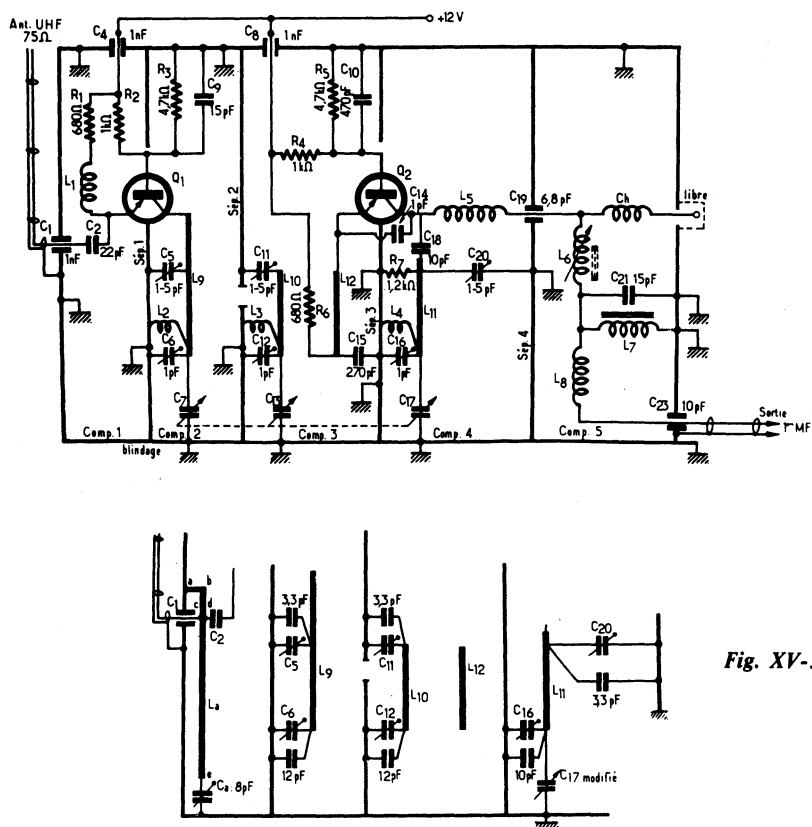 Ant. UHF
75Ω
C4
1nF
C8
1nF
+12V
R1
680Ω
R2
1kΩ
R3
4,7kΩ
C9
15pF
R5
4,7kΩ
C10
470pF
R4
1kΩ
L1
Q1
Sép. 2
Q2
C14
1pF
L5
C19
6,8pF
Ch
libre
C1
1nF
C2
22pF
Sép. 1
C5
1-5pF
L9
C11
1-5pF
L10
R6
680Ω
L12
C18
10pF
R7
1,2kΩ
C20
1-5pF
L6
C21
15pF
L2
C6
1pF
L3
C12
1pF
C15
270pF
Sép. 3
L4
C16
1pF
L11
Sép. 4
L7
L8
C7
C13
C17
C23
10pF
Sortie
1re MF
Comp. 1
Comp. 2
Comp. 3
Comp. 4
Comp. 5
blindage
a
b
C1
c
d
C2
La
e
Ca: 8pF
3,3pF
C5
L9
C6
12pF
3,3pF
C11
L10
C12
12pF
L12
C20
3,3pF
L11
C16
10pF
C17 modifié
Fig. XV-